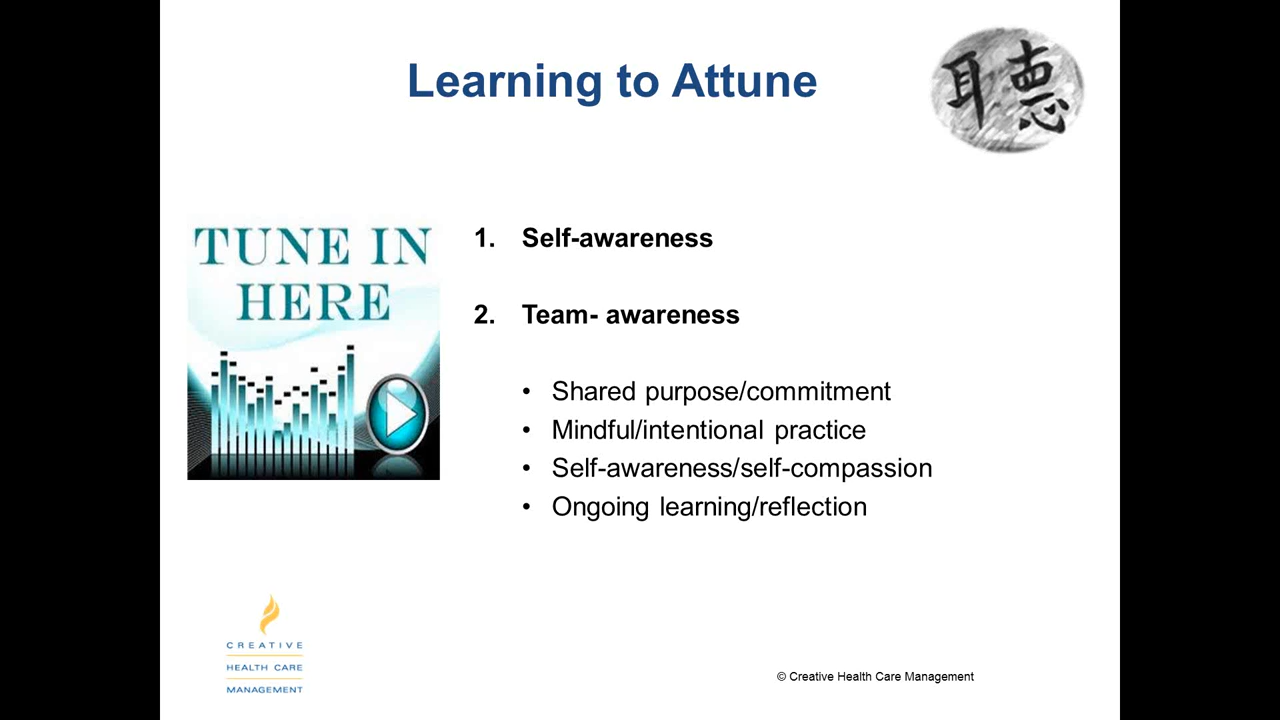 Learning to Attune
聽
TUNE IN
HERE
1. Self-awareness
2. Team- awareness
• Shared purpose/commitment
• Mindful/intentional practice
• Self-awareness/self-compassion
• Ongoing learning/reflection
CREATIVE
HEALTH CARE
MANAGEMENT
© Creative Health Care Management